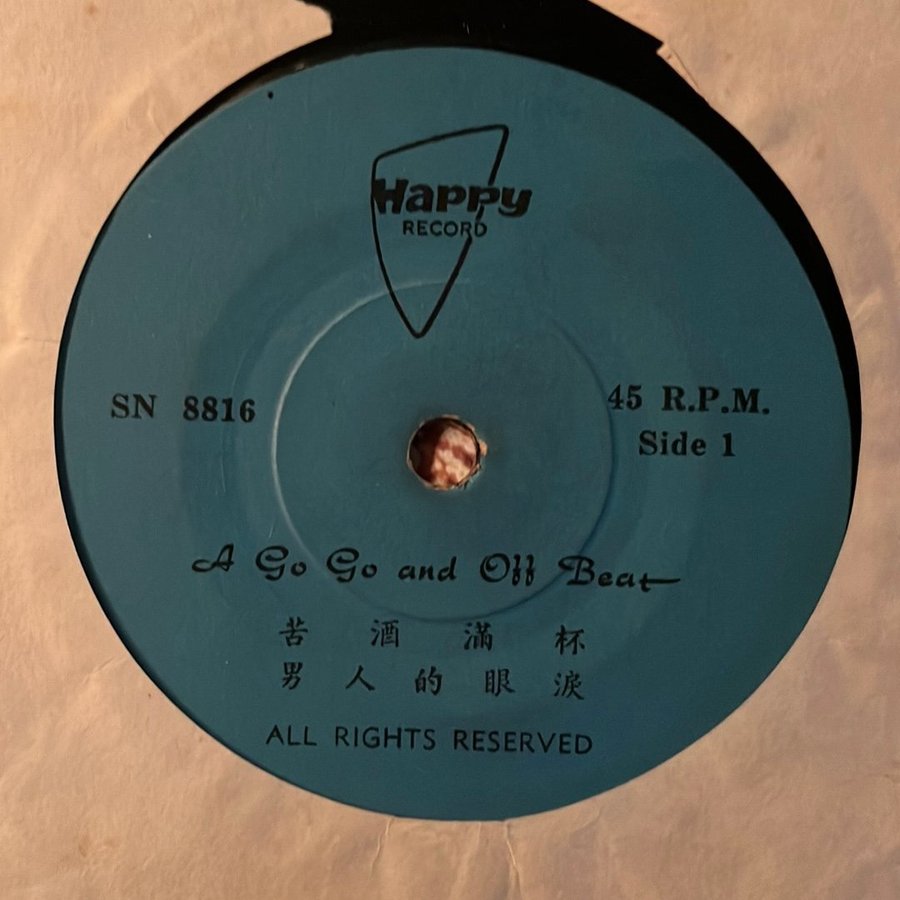 Happy
RECORD
SN 8816
45 R.P.M.
Side 1
A Go Go and Off Beat
苦酒滿杯
男人的眼淚
ALL RIGHTS RESERVED